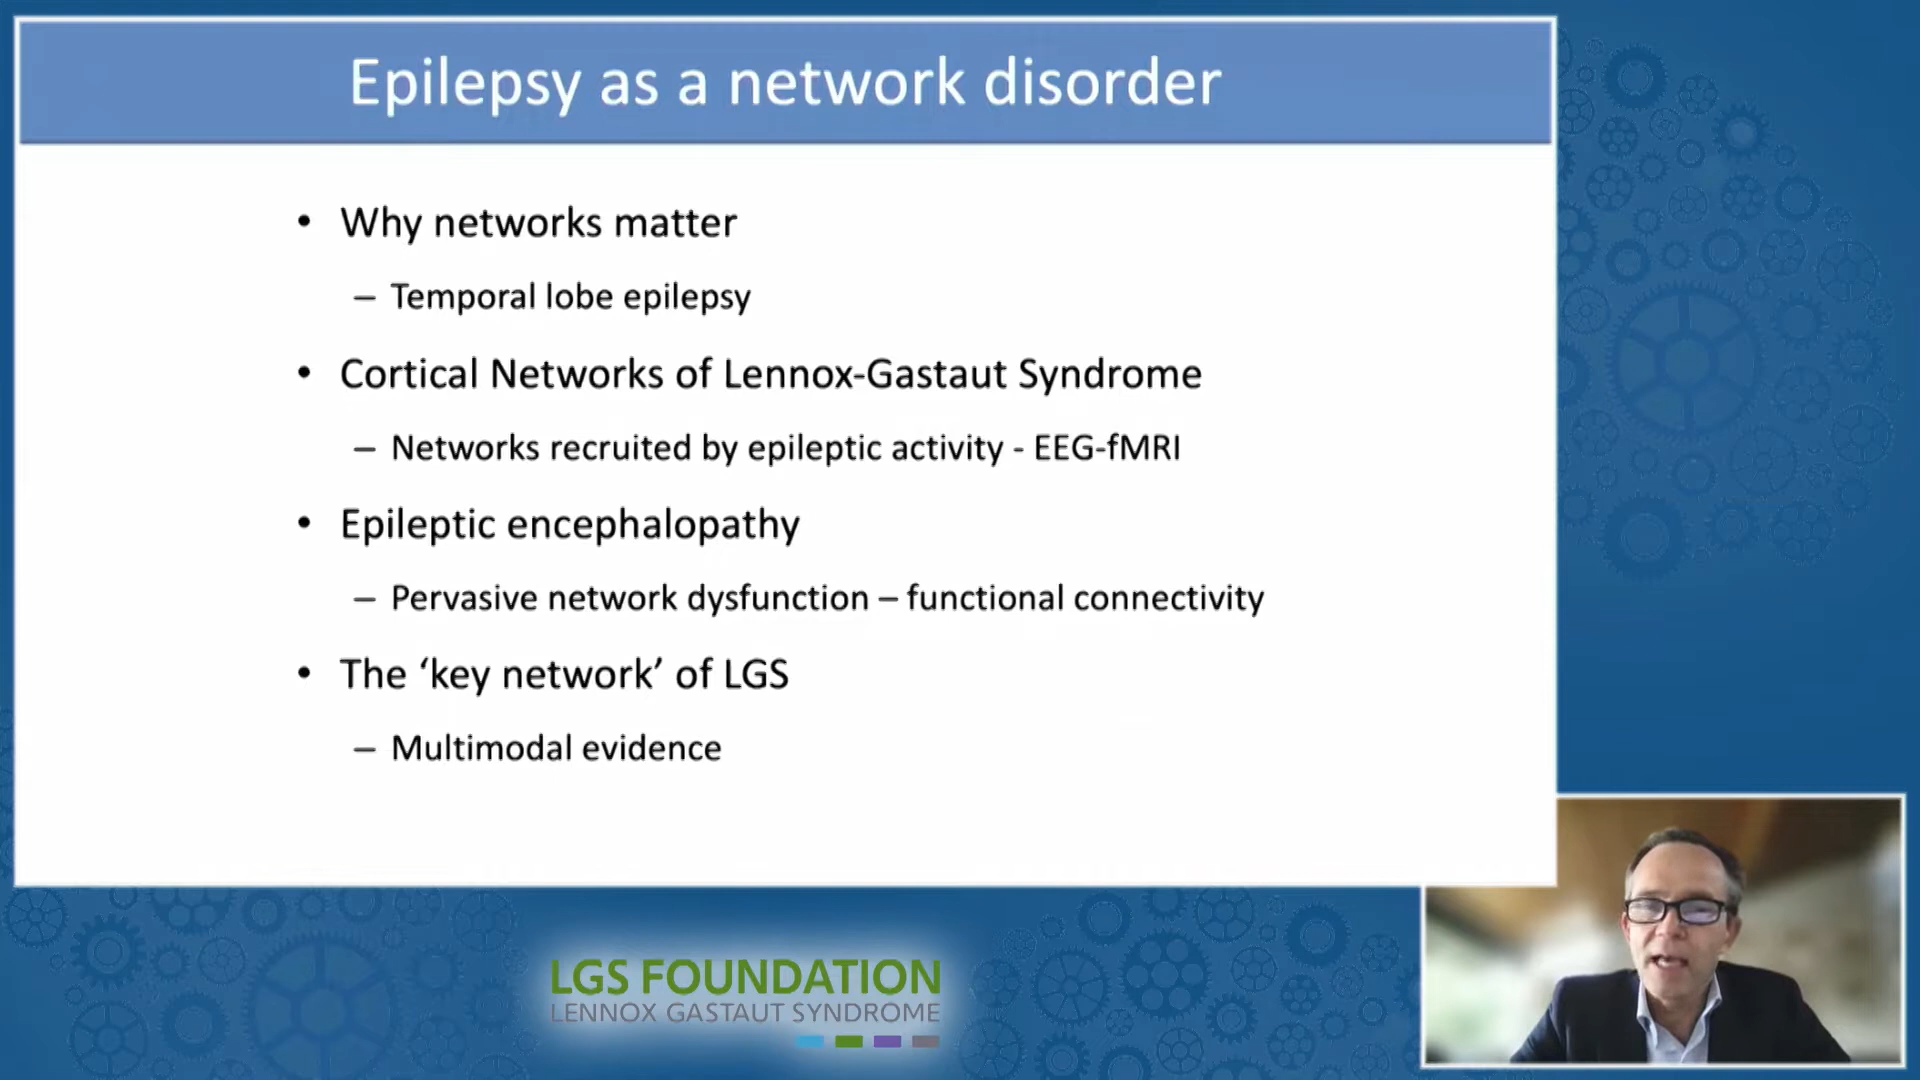 Epilepsy as a network disorder
• Why networks matter
– Temporal lobe epilepsy
• Cortical Networks of Lennox-Gastaut Syndrome
– Networks recruited by epileptic activity - EEG-fMRI
• Epileptic encephalopathy
– Pervasive network dysfunction – functional connectivity
• The ‘key network’ of LGS
– Multimodal evidence
LGS FOUNDATION
LENNOX GASTAUT SYNDROME